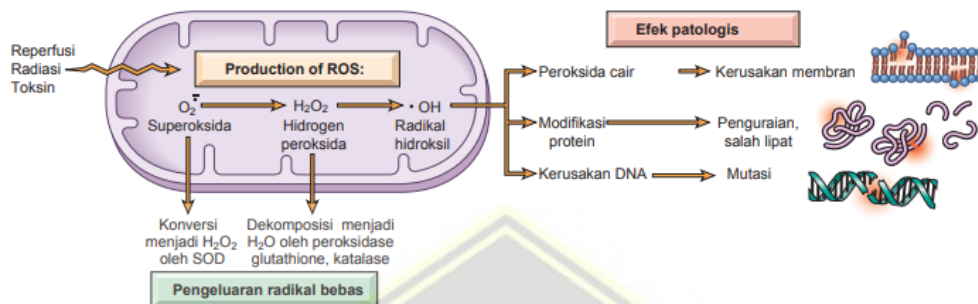 Efek patologis
Reperfusi
Radiasi
Toksin
Production of ROS:
O₂⁻
Superoksida
H₂O₂
Hidrogen
peroksida
• OH
Radikal
hidroksil
Peroksida cair
Kerusakan membran
Modifikasi
protein
Penguraian,
salah lipat
Kerusakan DNA
Mutasi
Konversi
menjadi H₂O₂
oleh SOD
Dekomposisi menjadi
H₂O oleh peroksidase
glutathione, katalase
Pengeluaran radikal bebas